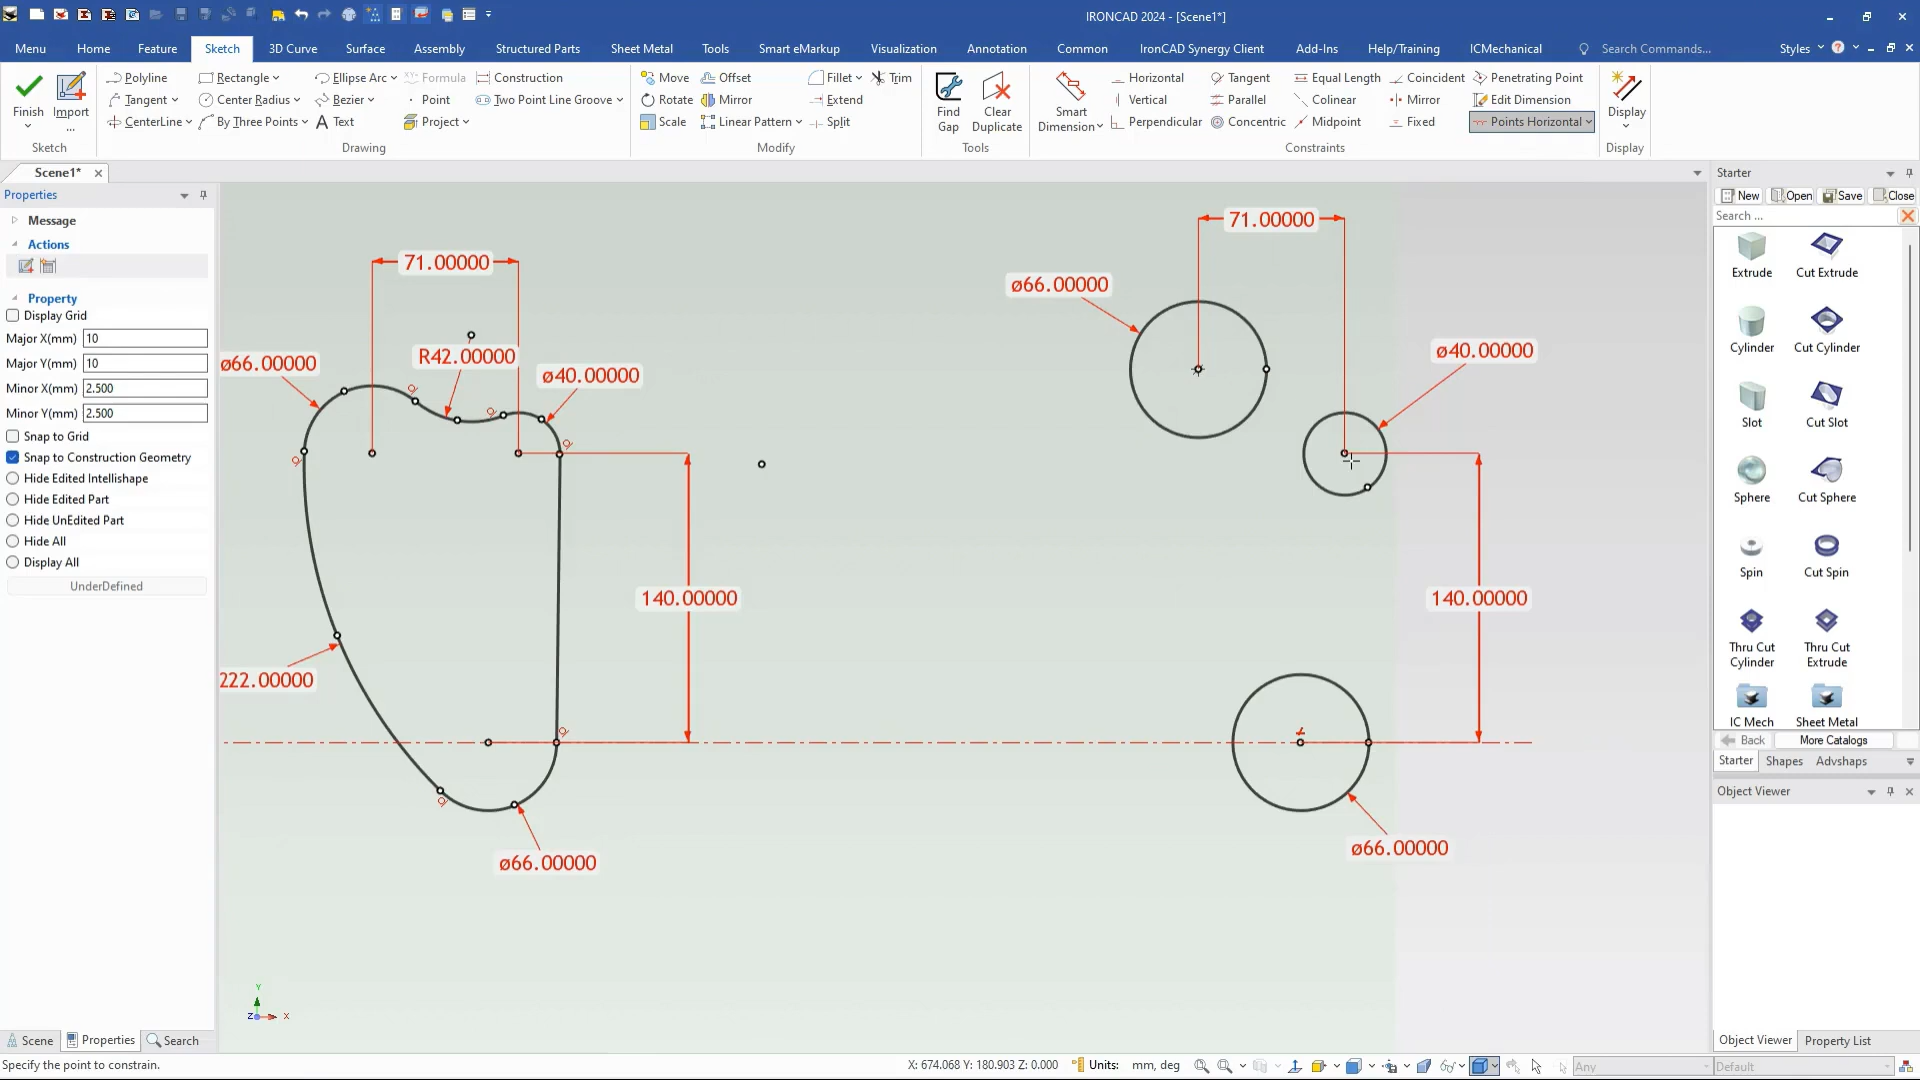 IRONCAD 2024 - [Scene1*]
Menu Home Feature Sketch 3D Curve Surface Assembly Structured Parts Sheet Metal Tools Smart eMarkup Visualization Annotation Common IronCAD Synergy Client Add-Ins Help/Training ICMechanical Search Commands... Styles
Polyline Rectangle Ellipse Arc Formula Construction Move Offset Fillet Trim Horizontal Tangent Equal Length Coincident Penetrating Point
Tangent Center Radius Bezier Point Two Point Line Groove Rotate Mirror Extend Vertical Parallel Colinear Mirror Edit Dimension
Finish Import ... Find Gap Clear Duplicate Smart Dimension Display
CenterLine By Three Points Text Project Scale Linear Pattern Split Perpendicular Concentric Midpoint Fixed Points Horizontal
Sketch Drawing Modify Tools Constraints Display
Scene1*
Properties
Message
Actions
Property
Display Grid
Major X(mm) 10
Major Y(mm) 10
Minor X(mm) 2.500
Minor Y(mm) 2.500
Snap to Grid
Snap to Construction Geometry
Hide Edited Intellishape
Hide Edited Part
Hide UnEdited Part
Hide All
Display All
UnderDefined
71.00000
ø66.00000
R42.00000
ø40.00000
140.00000
222.00000
ø66.00000
71.00000
ø66.00000
ø40.00000
140.00000
ø66.00000
Y
Z X
Starter
New Open Save Close
Search ...
Extrude Cut Extrude
Cylinder Cut Cylinder
Slot Cut Slot
Sphere Cut Sphere
Spin Cut Spin
Thru Cut Cylinder Thru Cut Extrude
IC Mech Sheet Metal
Back More Catalogs
Starter Shapes Advshaps
Object Viewer
Object Viewer Property List
Scene Properties Search
Specify the point to constrain.
X: 674.068 Y: 180.903 Z: 0.000 Units: mm, deg Any Default